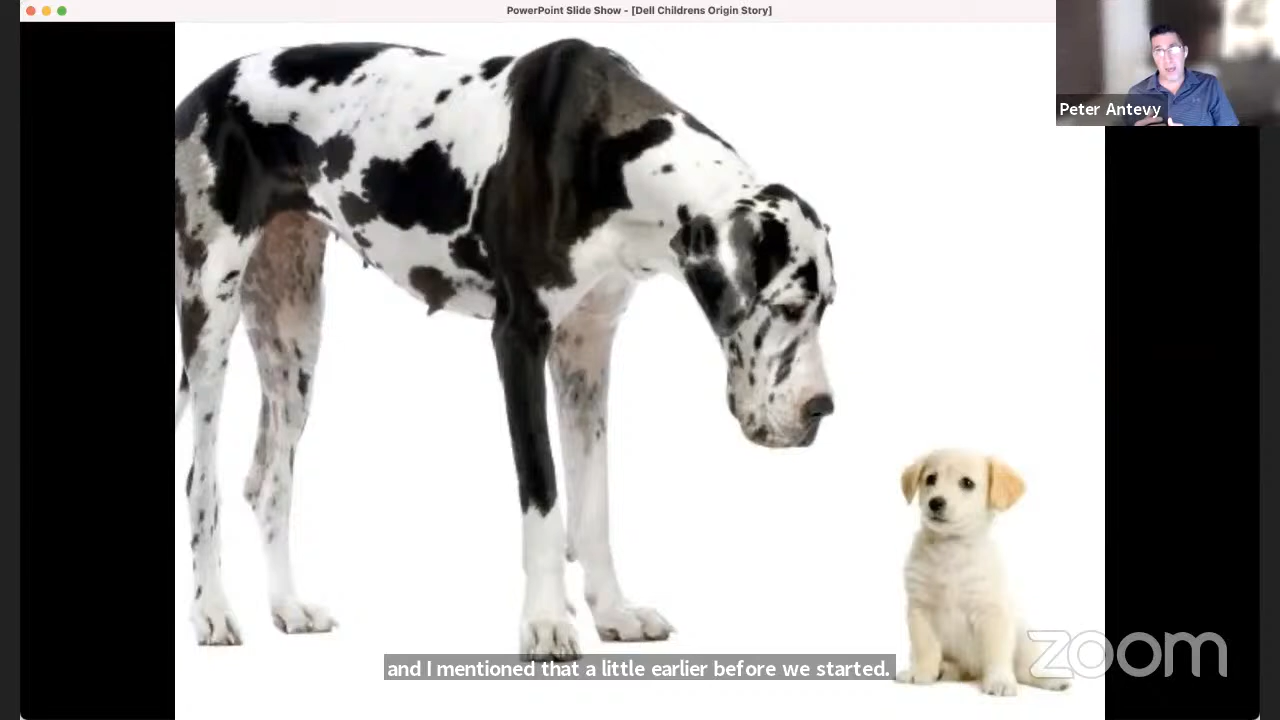 PowerPoint Slide Show - [Dell Childrens Origin Story]
Peter Antevy
and I mentioned that a little earlier before we started.
zoom